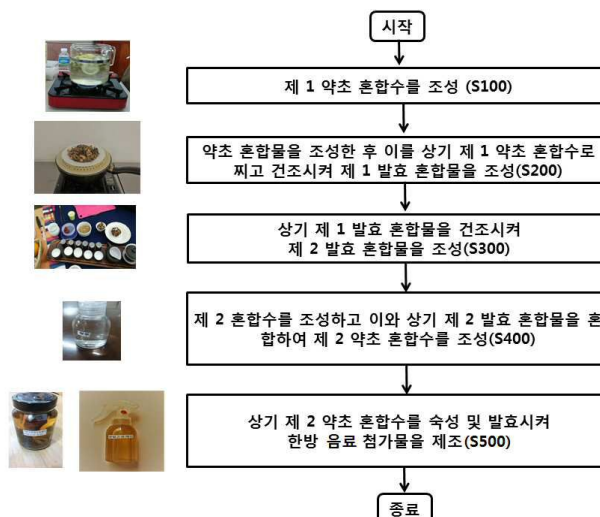 시작
제 1 약초 혼합수를 조성 (S100)
약초 혼합물을 조성한 후 이를 상기 제 1 약초 혼합수로
찌고 건조시켜 제 1 발효 혼합물을 조성(S200)
상기 제 1 발효 혼합물을 건조시켜
제 2 발효 혼합물을 조성(S300)
제 2 혼합수를 조성하고 이와 상기 제 2 발효 혼합물을 혼
합하여 제 2 약초 혼합수를 조성(S400)
상기 제 2 약초 혼합수를 숙성 및 발효시켜
한방 음료 첨가물을 제조(S500)
종료